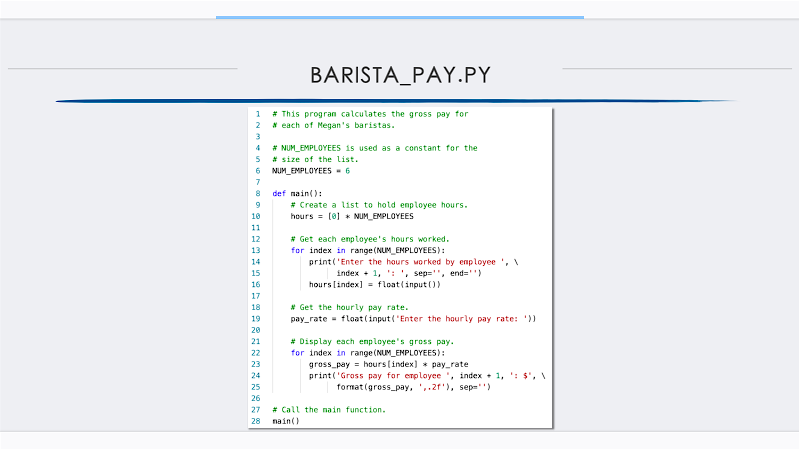 BARISTA_PAY.PY
1 # This program calculates the gross pay for
2 # each of Megan's baristas.
3
4 # NUM_EMPLOYEES is used as a constant for the
5 # size of the list.
6 NUM_EMPLOYEES = 6
7
8 def main():
9     # Create a list to hold employee hours.
10     hours = [0] * NUM_EMPLOYEES
11
12     # Get each employee's hours worked.
13     for index in range(NUM_EMPLOYEES):
14         print('Enter the hours worked by employee ', \
15               index + 1, ': ', sep='', end='')
16         hours[index] = float(input())
17
18     # Get the hourly pay rate.
19     pay_rate = float(input('Enter the hourly pay rate: '))
20
21     # Display each employee's gross pay.
22     for index in range(NUM_EMPLOYEES):
23         gross_pay = hours[index] * pay_rate
24         print('Gross pay for employee ', index + 1, ': $', \
25               format(gross_pay, ',.2f'), sep='')
26
27 # Call the main function.
28 main()